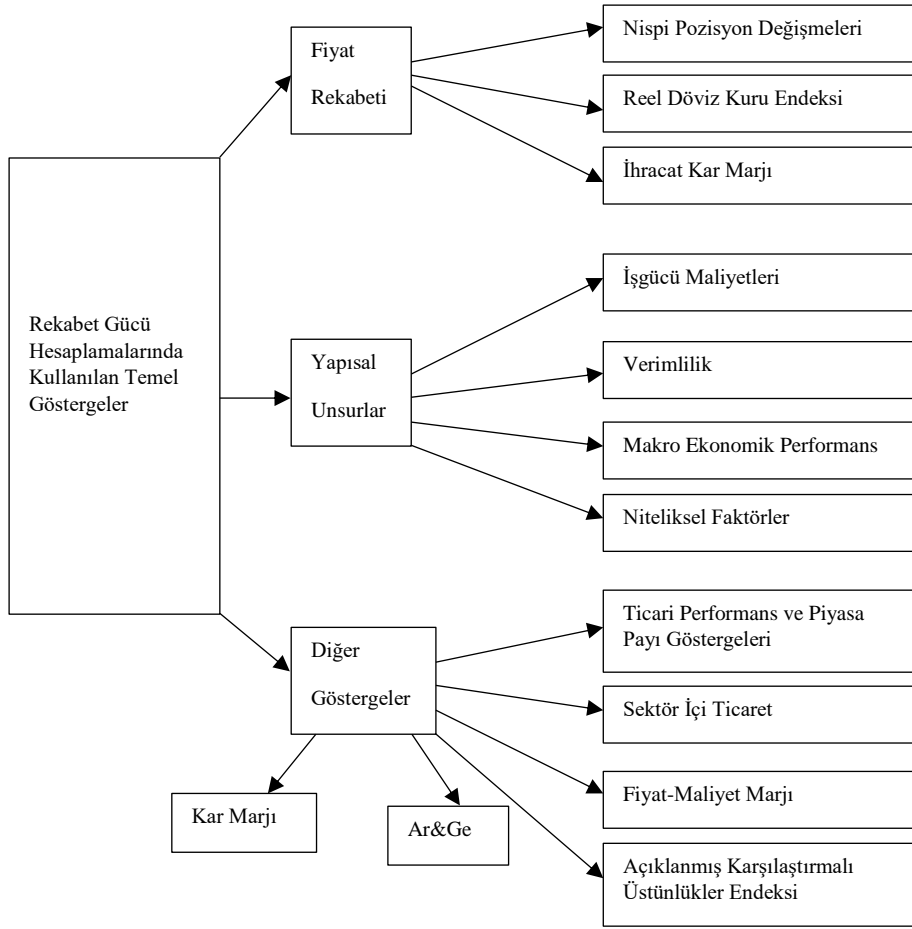 Fiyat
Rekabeti
Nispi Pozisyon Değişmeleri
Reel Döviz Kuru Endeksi
İhracat Kar Marjı
Rekabet Gücü
Hesaplamalarında
Kullanılan Temel
Göstergeler
Yapısal
Unsurlar
İşgücü Maliyetleri
Verimlilik
Makro Ekonomik Performans
Niteliksel Faktörler
Diğer
Göstergeler
Ticari Performans ve Piyasa
Payı Göstergeleri
Sektör İçi Ticaret
Fiyat-Maliyet Marjı
Açıklanmış Karşılaştırmalı
Üstünlükler Endeksi
Kar Marjı
Ar&Ge